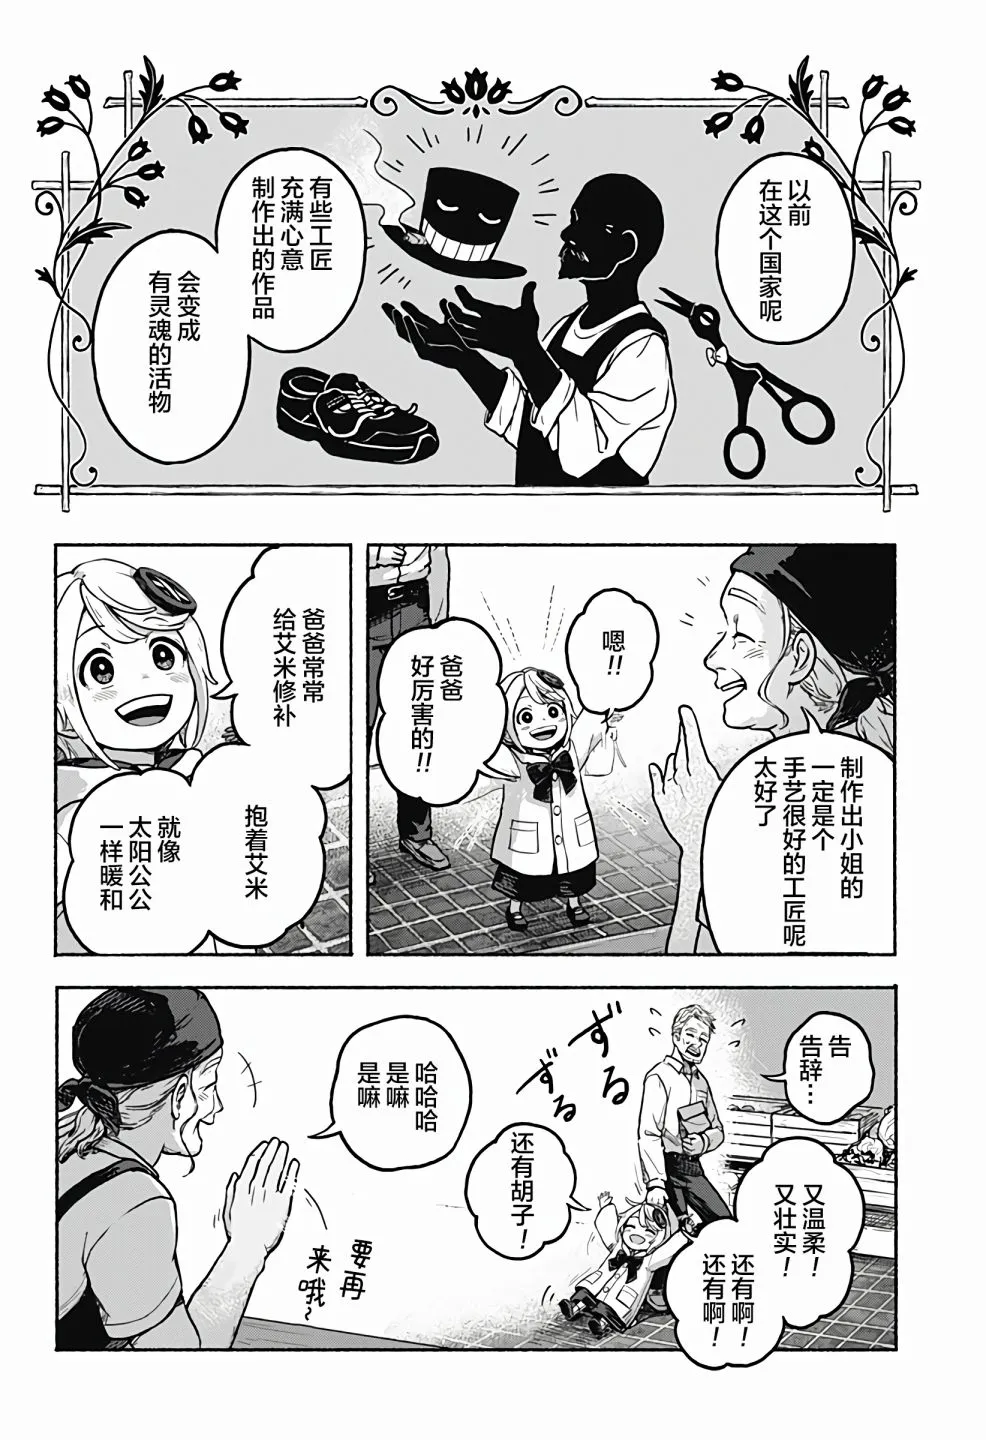 以前
在这个国家呢
有些工匠
充满心意
制作出的作品
会变成
有灵魂的活物
制作出小姐的
一定是个
手艺很好的工匠呢
太好了
嗯!!
爸爸
好厉害的!!
爸爸常常
给艾米修补
抱着艾米
就像
太阳公公
一样暖和
告
告辞…
又温柔!
又壮实!
还有啊!
还有啊!
ずるずる
还有胡子!
哈哈哈
是嘛
是嘛
要再
来哦~